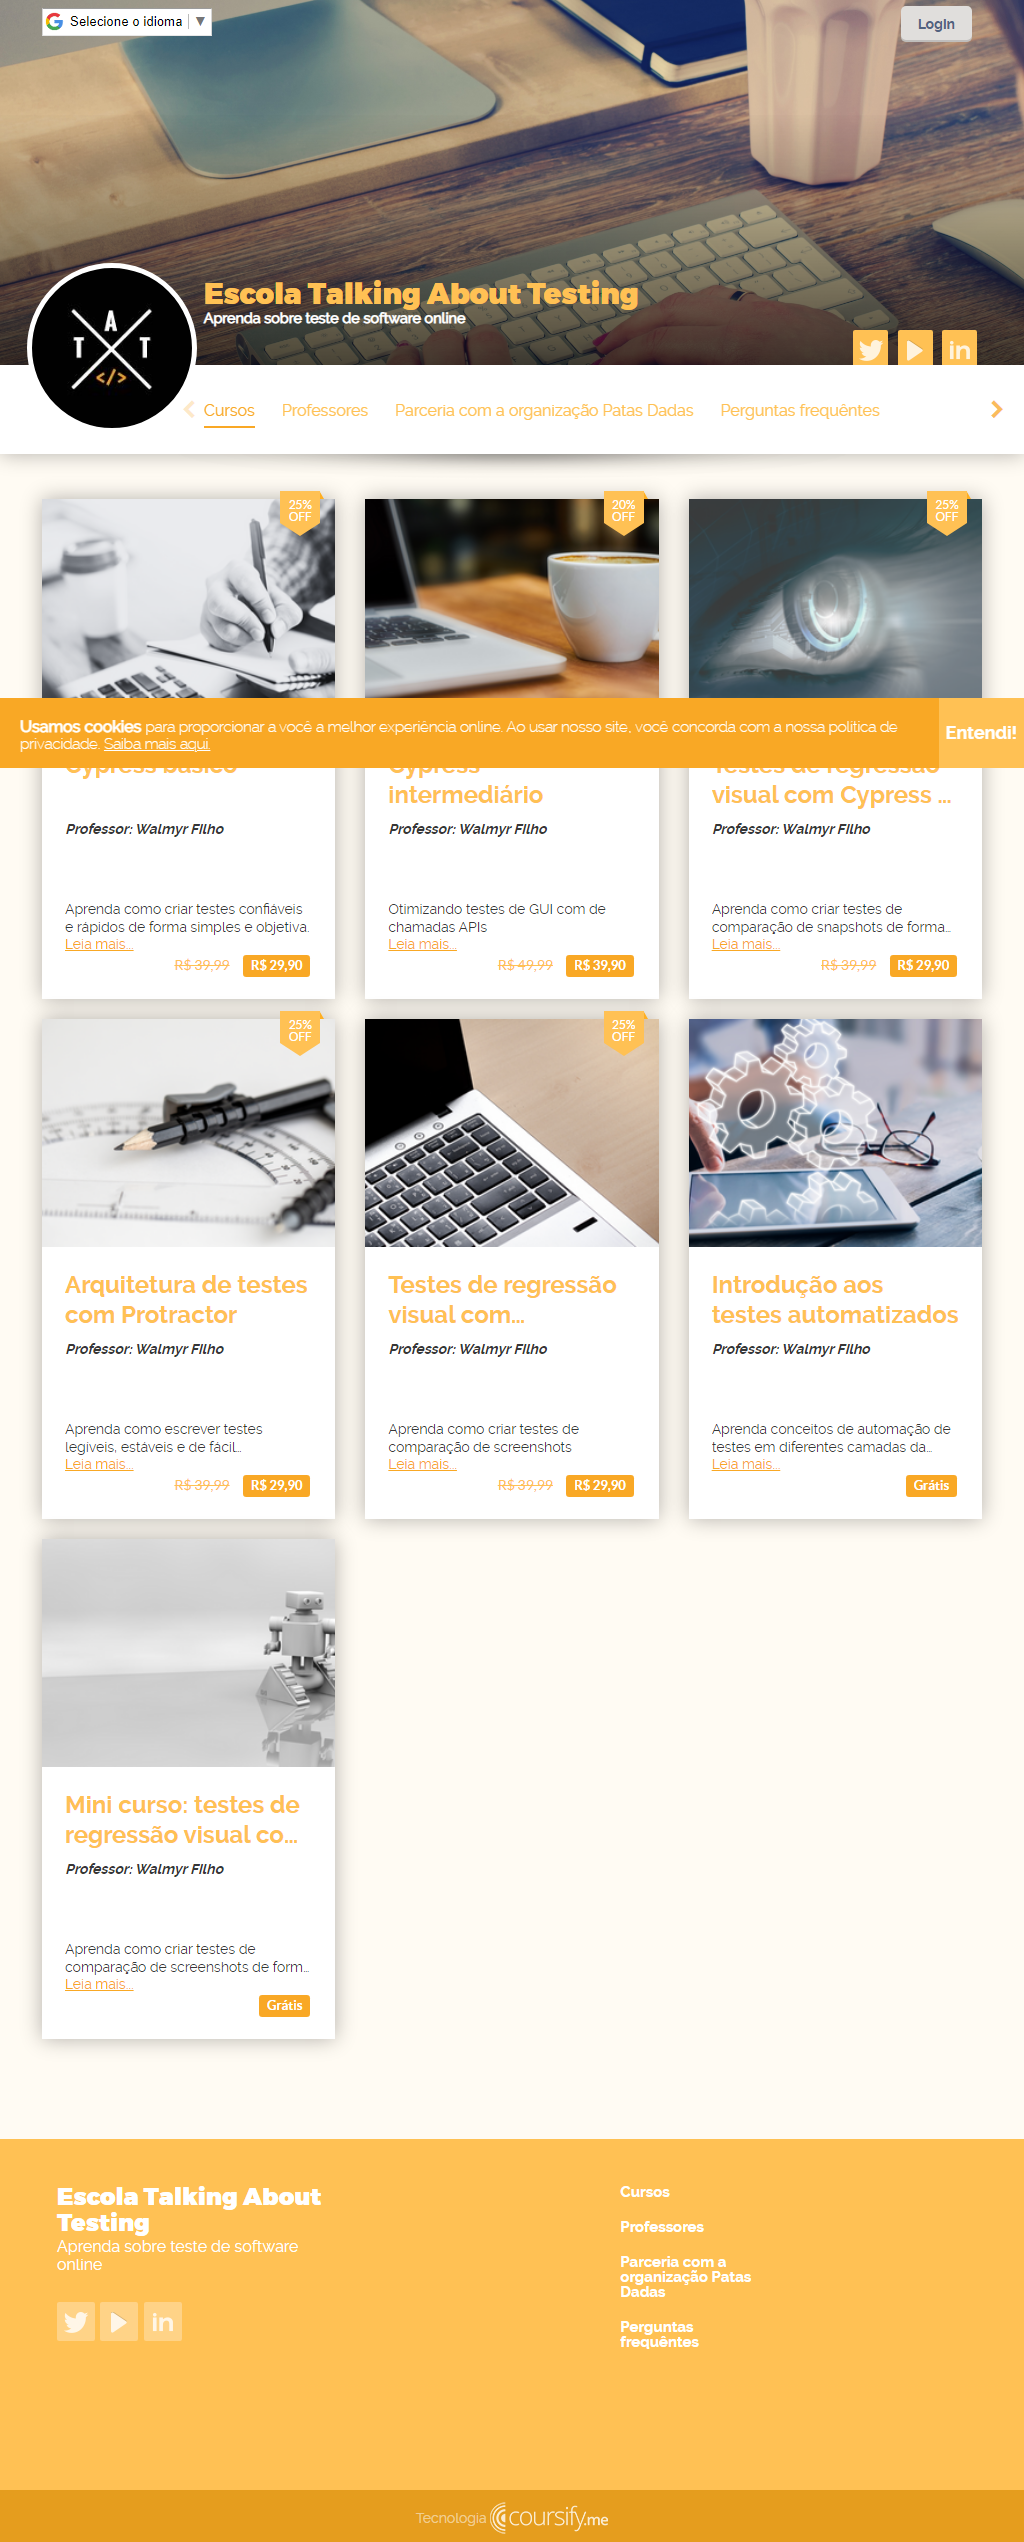 Selecione o idioma ▼
Login
A
T T
</>
Escola Talking About Testing
Aprenda sobre teste de software online
in
Cursos Professores Parceria com a organização Patas Dadas Perguntas frequêntes
25% OFF
20% OFF
25% OFF
Usamos cookies para proporcionar a você a melhor experiência online. Ao usar nosso site, você concorda com a nossa política de
privacidade. Saiba mais aqui.
Entendi!
Cypress básico
Professor: Walmyr Filho
Aprenda como criar testes confiáveis
e rápidos de forma simples e objetiva.
Leia mais...
R$ 39,99 R$ 29,90
Cypress
intermediário
Professor: Walmyr Filho
Otimizando testes de GUI com de
chamadas APIs
Leia mais...
R$ 49,99 R$ 39,90
Testes de regressão
visual com Cypress ...
Professor: Walmyr Filho
Aprenda como criar testes de
comparação de snapshots de forma...
Leia mais...
R$ 39,99 R$ 29,90
25% OFF
Arquitetura de testes
com Protractor
Professor: Walmyr Filho
Aprenda como escrever testes
legíveis, estáveis e de fácil...
Leia mais...
R$ 39,99 R$ 29,90
25% OFF
Testes de regressão
visual com...
Professor: Walmyr Filho
Aprenda como criar testes de
comparação de screenshots
Leia mais...
R$ 39,99 R$ 29,90
Introdução aos
testes automatizados
Professor: Walmyr Filho
Aprenda conceitos de automação de
testes em diferentes camadas da...
Leia mais...
Grátis
Mini curso: testes de
regressão visual co...
Professor: Walmyr Filho
Aprenda como criar testes de
comparação de screenshots de form...
Leia mais...
Grátis
Escola Talking About
Testing
Aprenda sobre teste de software
online
in
Cursos
Professores
Parceria com a
organização Patas
Dadas
Perguntas
frequêntes
Tecnologia coursify.me